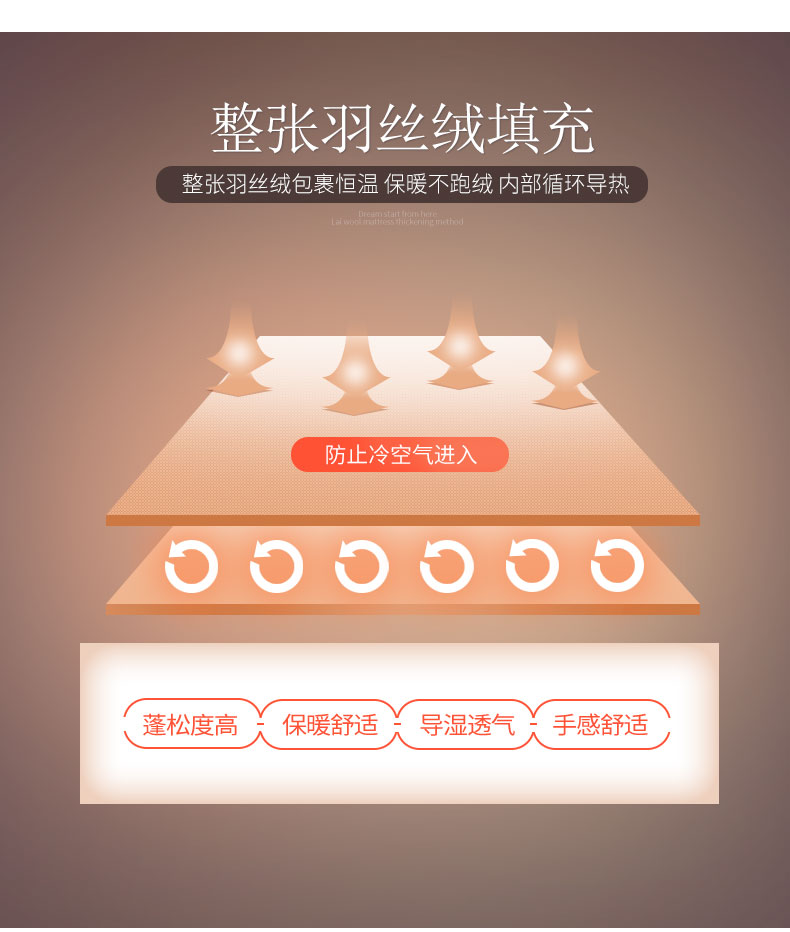 整张羽丝绒填充
整张羽丝绒包裹恒温 保暖不跑绒 内部循环导热
Dream start from here
Lai wool mattress thickening method
防止冷空气进入
蓬松度高 保暖舒适 导湿透气 手感舒适